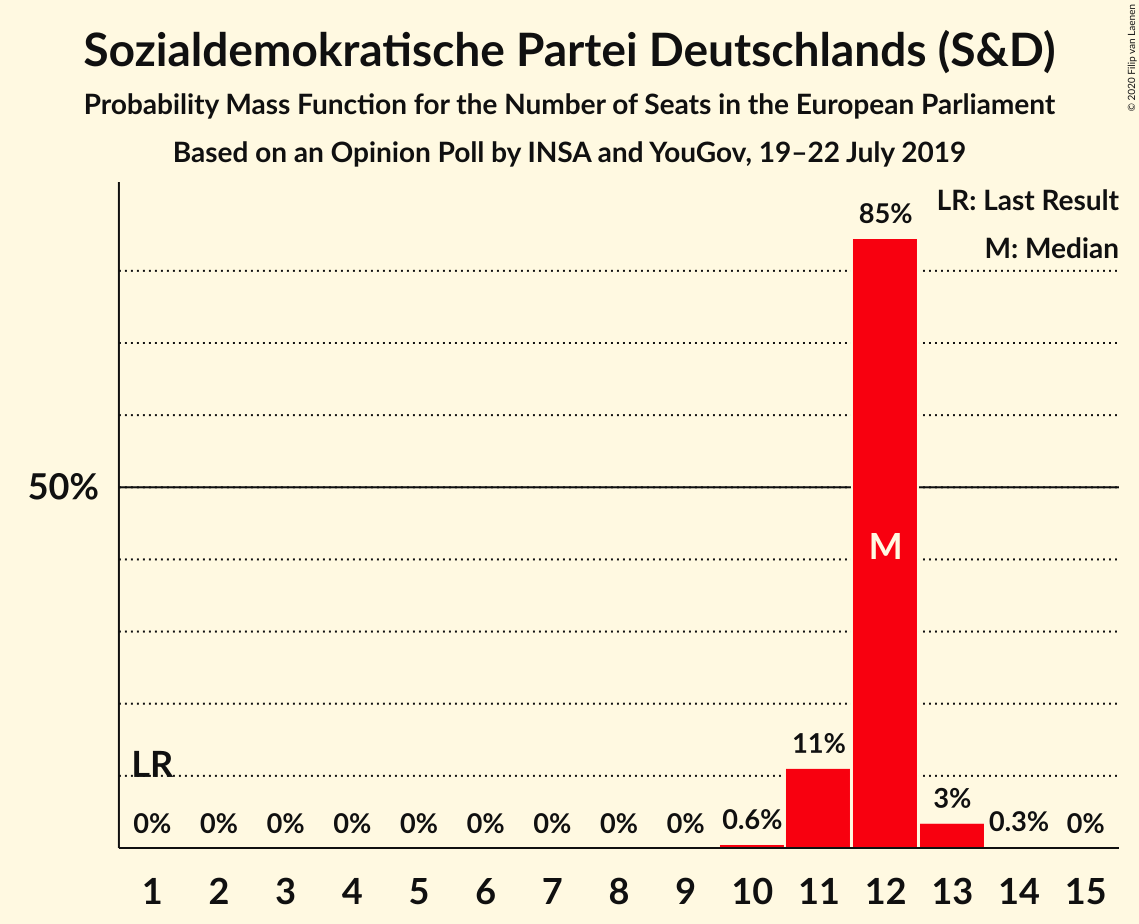 Sozialdemokratische Partei Deutschlands (S&D)
Probability Mass Function for the Number of Seats in the European Parliament
Based on an Opinion Poll by INSA and YouGov, 19–22 July 2019
© 2020 Filip van Laenen
LR: Last Result
M: Median
85%
50%
M
LR
11%
3%
0% 0% 0% 0% 0% 0% 0% 0% 0% 0.6% 0.3% 0%
1 2 3 4 5 6 7 8 9 10 11 12 13 14 15